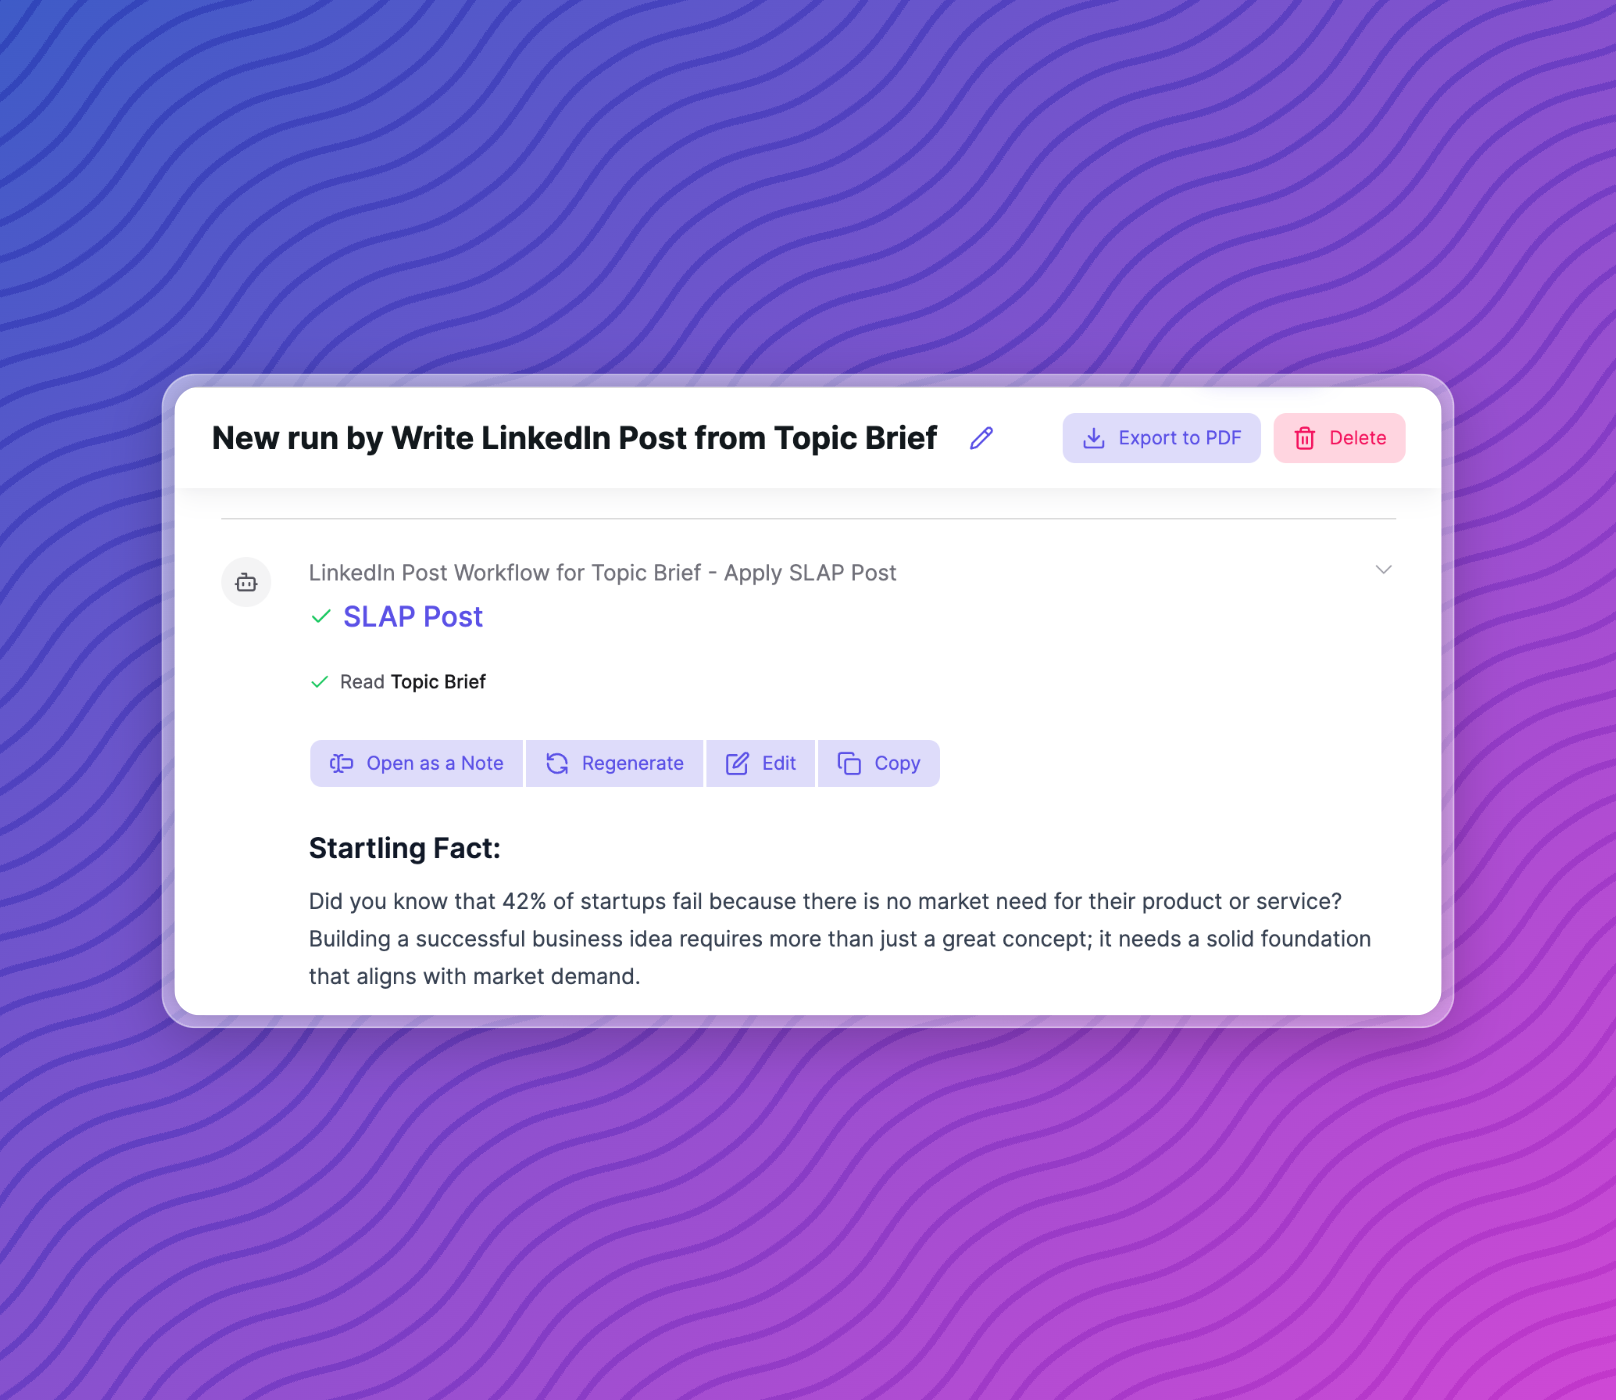 New run by Write LinkedIn Post from Topic Brief
Export to PDF
Delete
LinkedIn Post Workflow for Topic Brief - Apply SLAP Post
SLAP Post
Read Topic Brief
Open as a Note
Regenerate
Edit
Copy
Startling Fact:
Did you know that 42% of startups fail because there is no market need for their product or service?
Building a successful business idea requires more than just a great concept; it needs a solid foundation
that aligns with market demand.